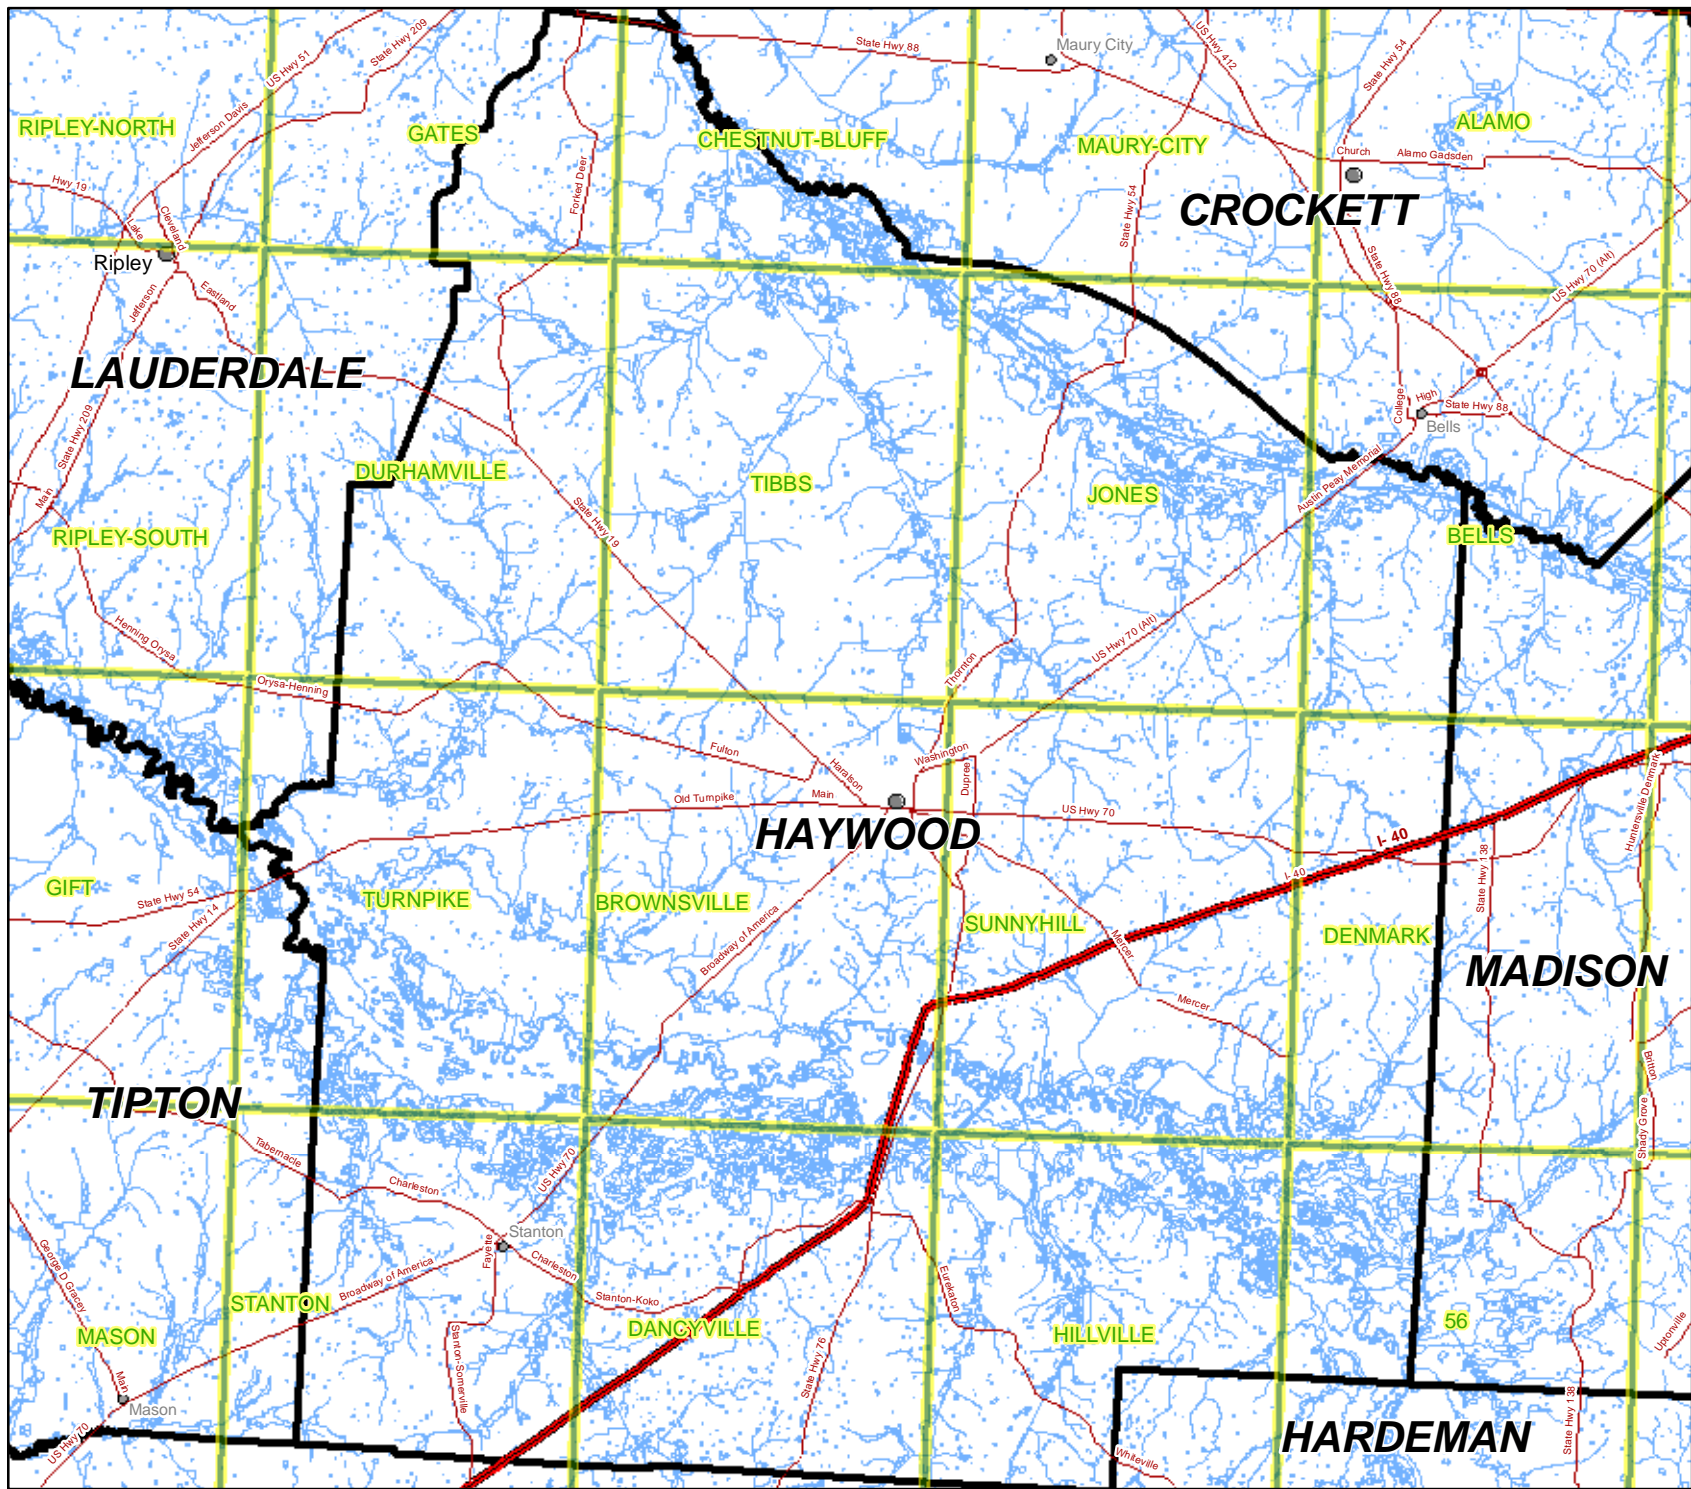 State Hwy 209
US Hwy 51
State Hwy 88
Maury City
US Hwy 412
State Hwy 54
RIPLEY-NORTH
Jefferson Davis
GATES
CHESTNUT-BLUFF
MAURY-CITY
ALAMO
Church
Alamo Gadsden
Hwy 19
Forked Deer
State Hwy 54
CROCKETT
Lake
Cleveland
Ripley
State Hwy 88
US Hwy 70 (Alt)
Jefferson
Eastland
LAUDERDALE
College
High
State Hwy 88
Bells
State Hwy 209
DURHAMVILLE
TIBBS
JONES
Austin Peay Memorial
Main
State Hwy 19
RIPLEY-SOUTH
BELLS
Henning Orysa
US Hwy 70 (Alt)
Thornton
Orysa-Henning
Fulton
Haralson
Washington
Dupree
Huntersville Denmark
Old Turnpike
Main
US Hwy 70
HAYWOOD
I- 40
I- 40
State Hwy 138
GIFT
State Hwy 54
TURNPIKE
BROWNSVILLE
State Hwy 14
Broadway of America
SUNNYHILL
Mercer
DENMARK
MADISON
Mercer
Britton
TIPTON
Shady Grove
Tabernacle
Charleston
US Hwy 70
Stanton
Fayette
Charleston
George D Gracey
Broadway of America
Eurekaton
STANTON
Stanton-Koko
MASON
DANCYVILLE
HILLVILLE
56
Uptonville
Stanton-Somerville
State Hwy 76
Main
Mason
State Hwy 138
US Hwy 70
HARDEMAN
Whiteville